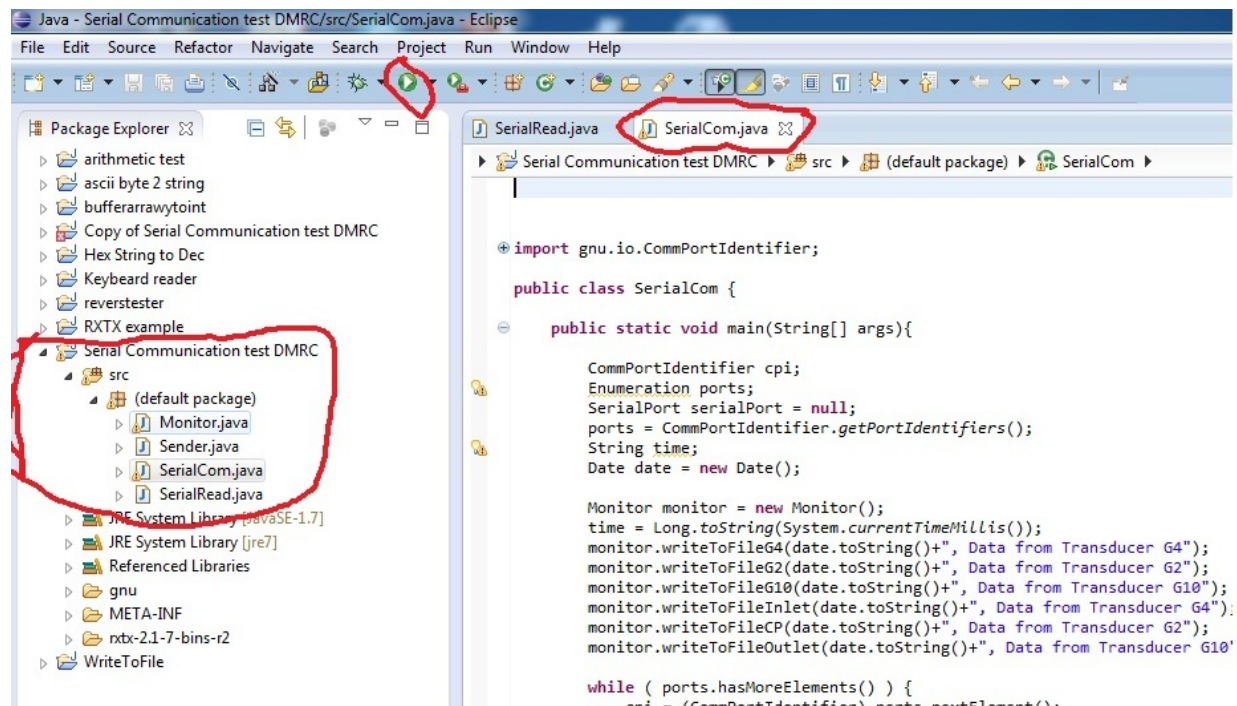 Java - Serial Communication test DMRC/src/SerialCom.java - Eclipse
File Edit Source Refactor Navigate Search Project Run Window Help
Package Explorer
arithmetic test
ascii byte 2 string
bufferarrawytoint
Copy of Serial Communication test DMRC
Hex String to Dec
Keybeard reader
reverstester
RXTX example
Serial Communication test DMRC
src
(default package)
Monitor.java
Sender.java
SerialCom.java
SerialRead.java
JRE System Library [JavaSE-1.7]
JRE System Library [jre7]
Referenced Libraries
gnu
META-INF
rxtx-2.1-7-bins-r2
WriteToFile
SerialRead.java SerialCom.java
Serial Communication test DMRC src (default package) SerialCom
import gnu.io.CommPortIdentifier;
public class SerialCom {
public static void main(String[] args){
CommPortIdentifier cpi;
Enumeration ports;
SerialPort serialPort = null;
ports = CommPortIdentifier.getPortIdentifiers();
String time;
Date date = new Date();
Monitor monitor = new Monitor();
time = Long.toString(System.currentTimeMillis());
monitor.writeToFileG4(date.toString()+", Data from Transducer G4");
monitor.writeToFileG2(date.toString()+", Data from Transducer G2");
monitor.writeToFileG10(date.toString()+", Data from Transducer G10");
monitor.writeToFileInlet(date.toString()+", Data from Transducer G4");
monitor.writeToFileCP(date.toString()+", Data from Transducer G2");
monitor.writeToFileOutlet(date.toString()+", Data from Transducer G10"
while ( ports.hasMoreElements() ) {
cpi = (CommPortIdentifier) ports.nextElement();